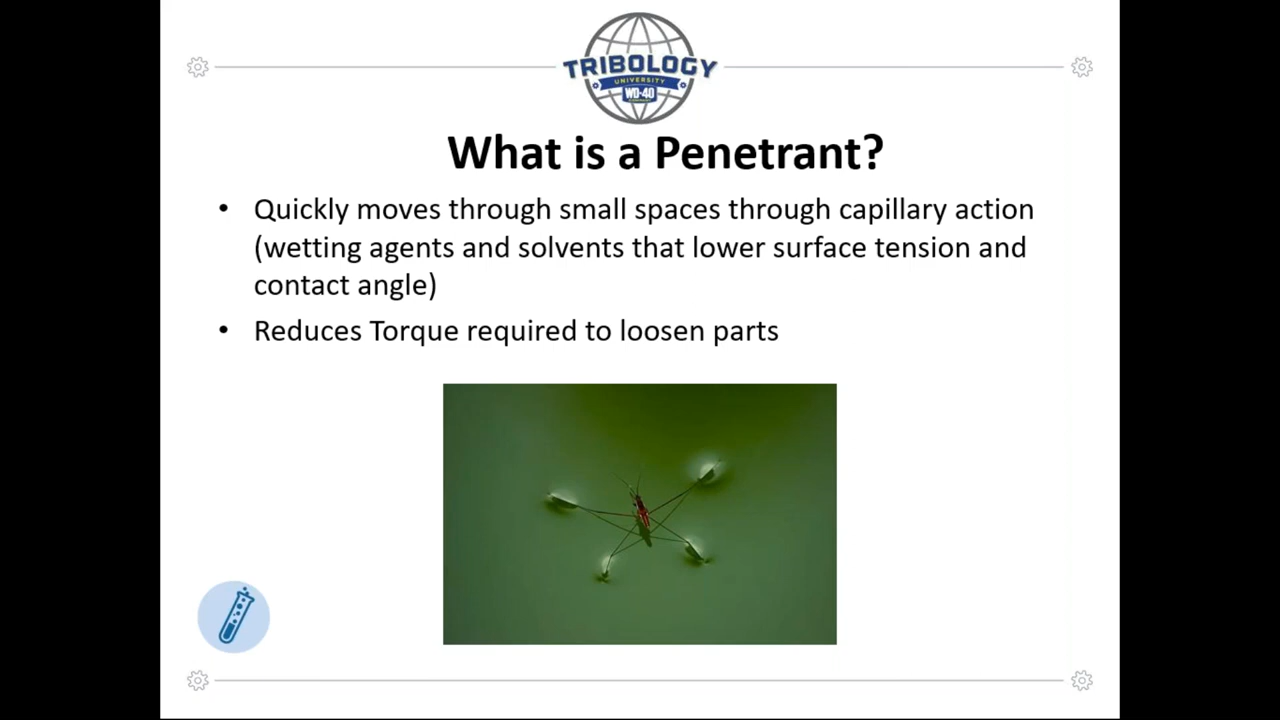 TRIBOLOGY
UNIVERSITY
WD-40
What is a Penetrant?
• Quickly moves through small spaces through capillary action
(wetting agents and solvents that lower surface tension and
contact angle)
• Reduces Torque required to loosen parts